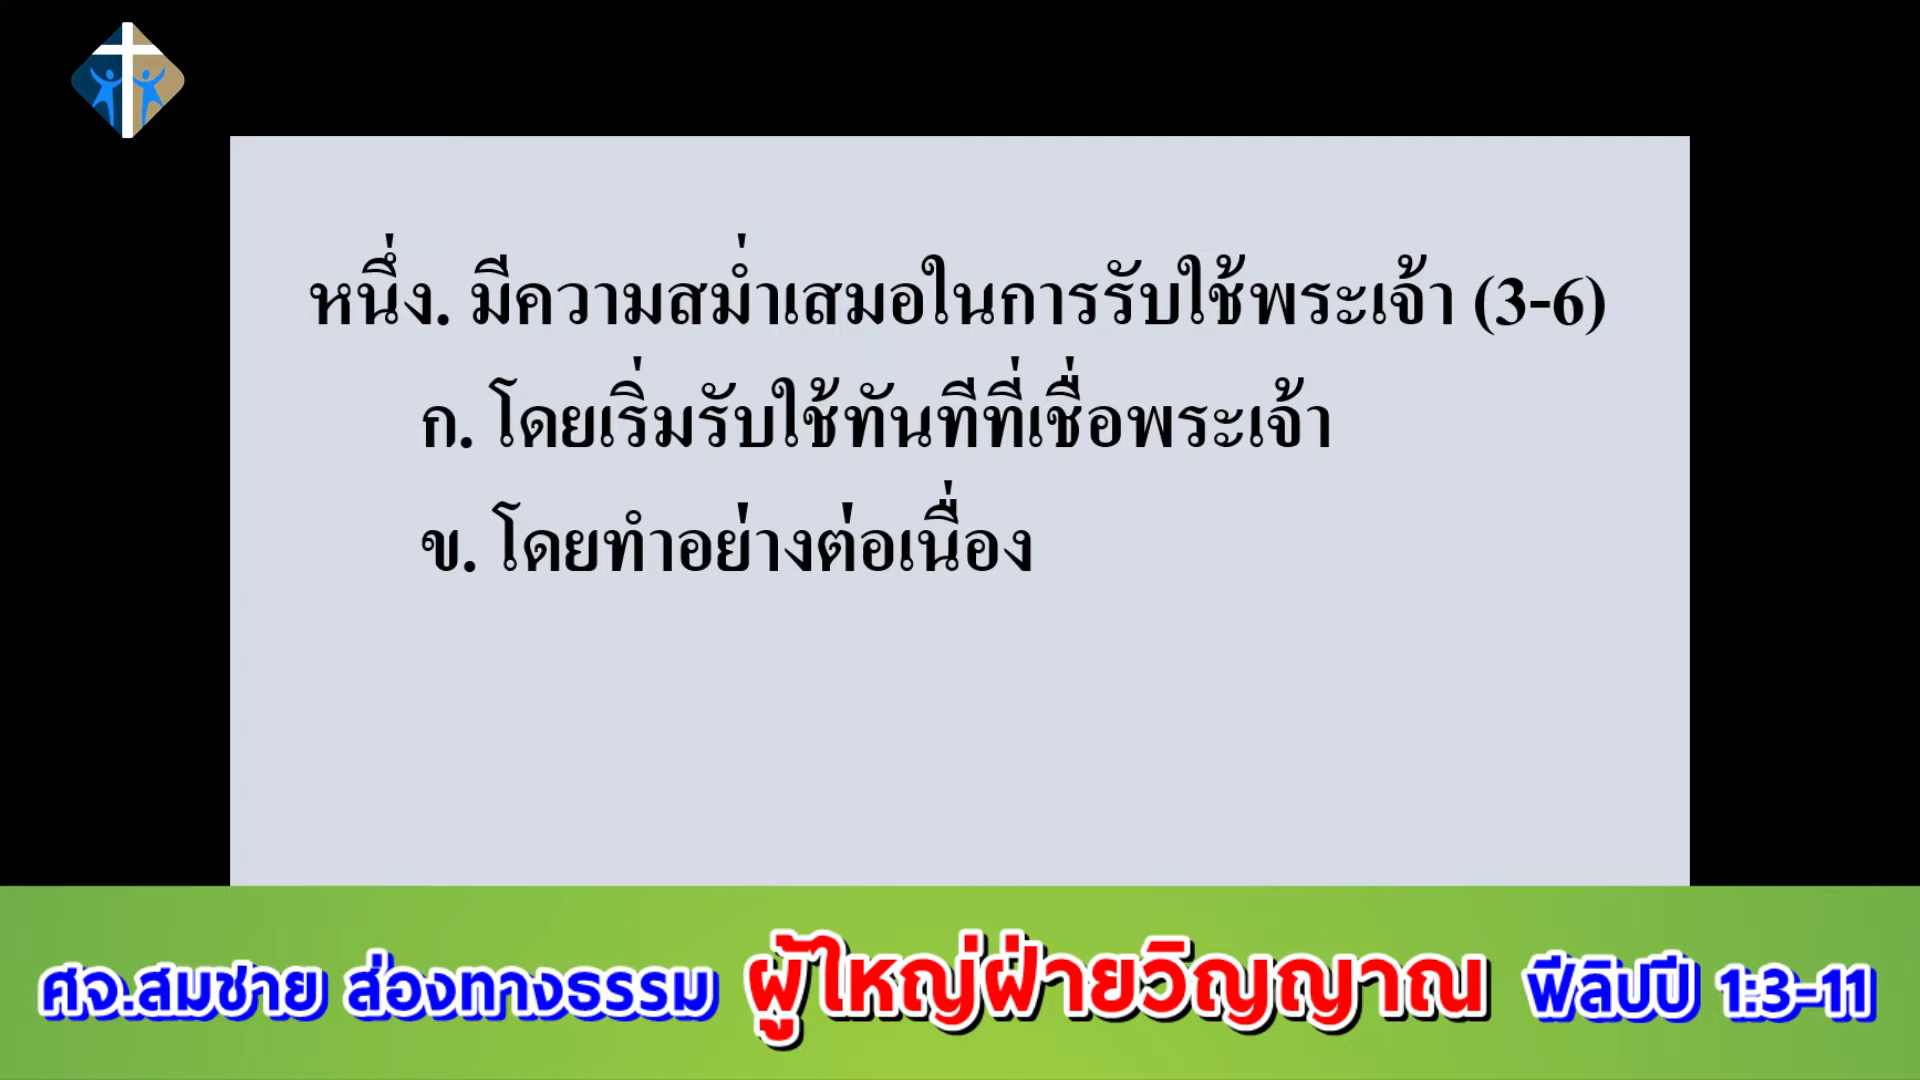 หนึ่ง. มีความสม่ำเสมอในการรับใช้พระเจ้า (3-6)
ก. โดยเริ่มรับใช้ทันทีที่เชื่อพระเจ้า
ข. โดยทำอย่างต่อเนื่อง
ศจ.สมชาย ส่องทางธรรม ผู้ใหญ่ฝ่ายวิญญาณ ฟีลิปปี 1:3-11